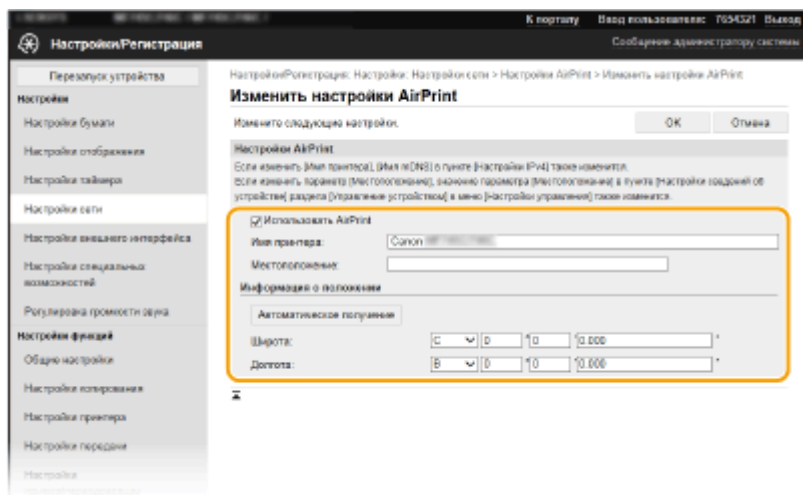 К порталу Ввод пользователя: 7654321 Выход
Настройки/Регистрация
Сообщение администратору системы
Перезапуск устройства
Настройки
Настройки бумаги
Настройки отображения
Настройки таймера
Настройки сети
Настройки внешнего интерфейса
Настройки специальных
возможностей
Регулировка громкости звука
Настройки функций
Общие настройки
Настройки копирования
Настройки принтера
Настройки передачи
Настройки
Настройки/Регистрация: Настройки: Настройки сети > Настройки AirPrint > Изменить настройки AirPrint
Изменить настройки AirPrint
Измените следующие настройки.
OK Отмена
Настройки AirPrint
Если изменить [Имя принтера], [Имя mDNS] в пункте [Настройки IPv4] также изменится.
Если изменить параметр [Местоположение], значение параметра [Местоположение] в пункте [Настройки сведений об
устройстве] раздела [Управление устройством] в меню [Настройки управления] также изменится.
Использовать AirPrint
Имя принтера: Canon
Местоположение:
Информация о положении
Автоматическое получение
Широта: С 0 ° 0 ' 0.000 "
Долгота: В 0 ° 0 ' 0.000 "